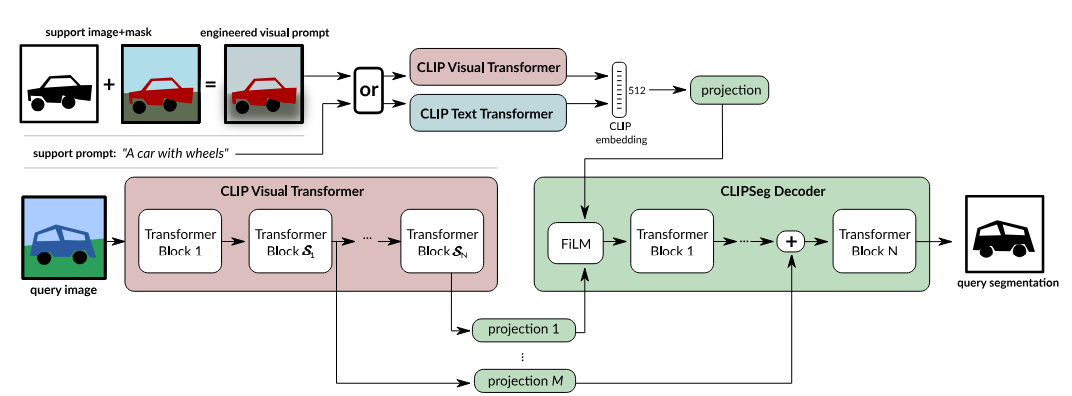 support image+mask
engineered visual prompt
+
=
or
CLIP Visual Transformer
CLIP Text Transformer
512
CLIP
embedding
projection
support prompt: "A car with wheels"
CLIP Visual Transformer
Transformer
Block 1
Transformer
Block S1
...
Transformer
Block SN
query image
CLIPSeg Decoder
FiLM
Transformer
Block 1
...
+
Transformer
Block N
query segmentation
projection 1
⋮
projection M